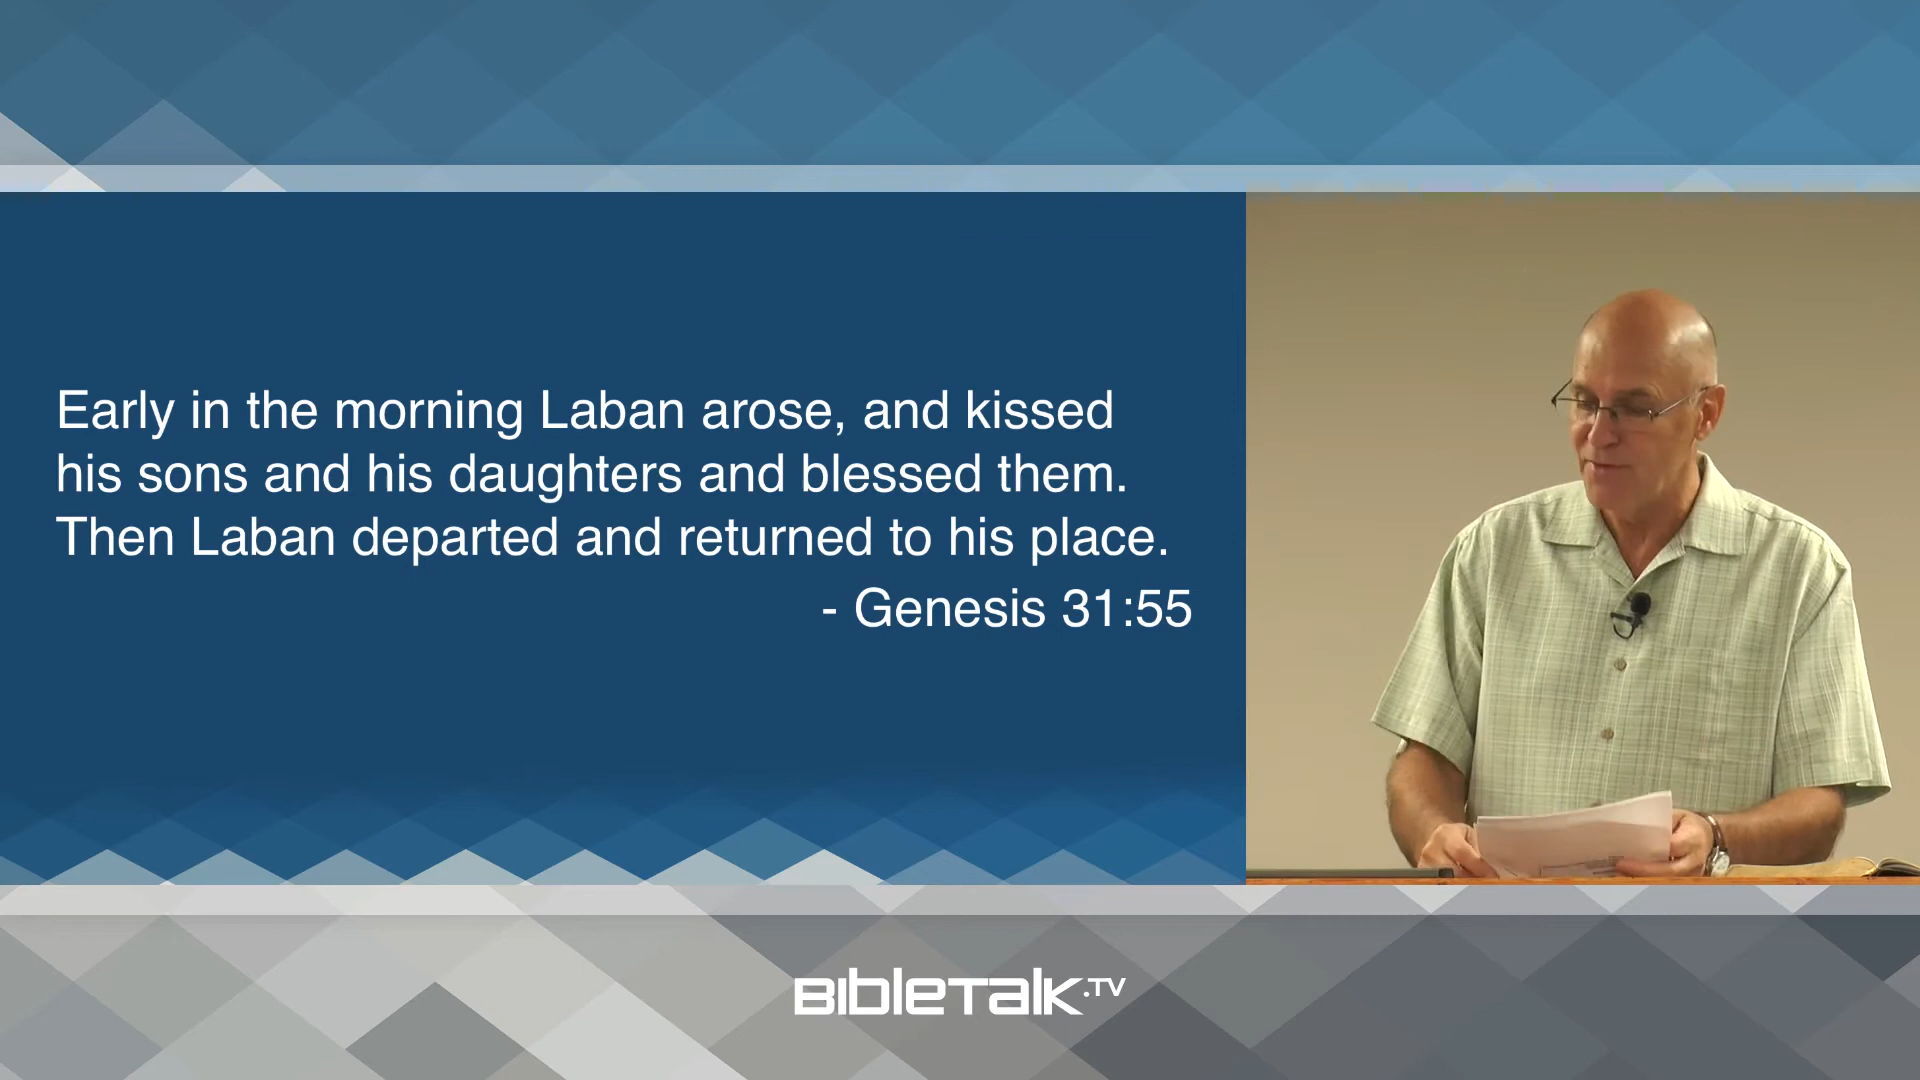 Early in the morning Laban arose, and kissed
his sons and his daughters and blessed them.
Then Laban departed and returned to his place.
- Genesis 31:55
BIBLETALK.TV